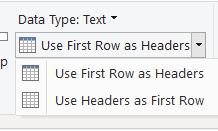 Data Type: Text
Use First Row as Headers
p
Use First Row as Headers
Use Headers as First Row